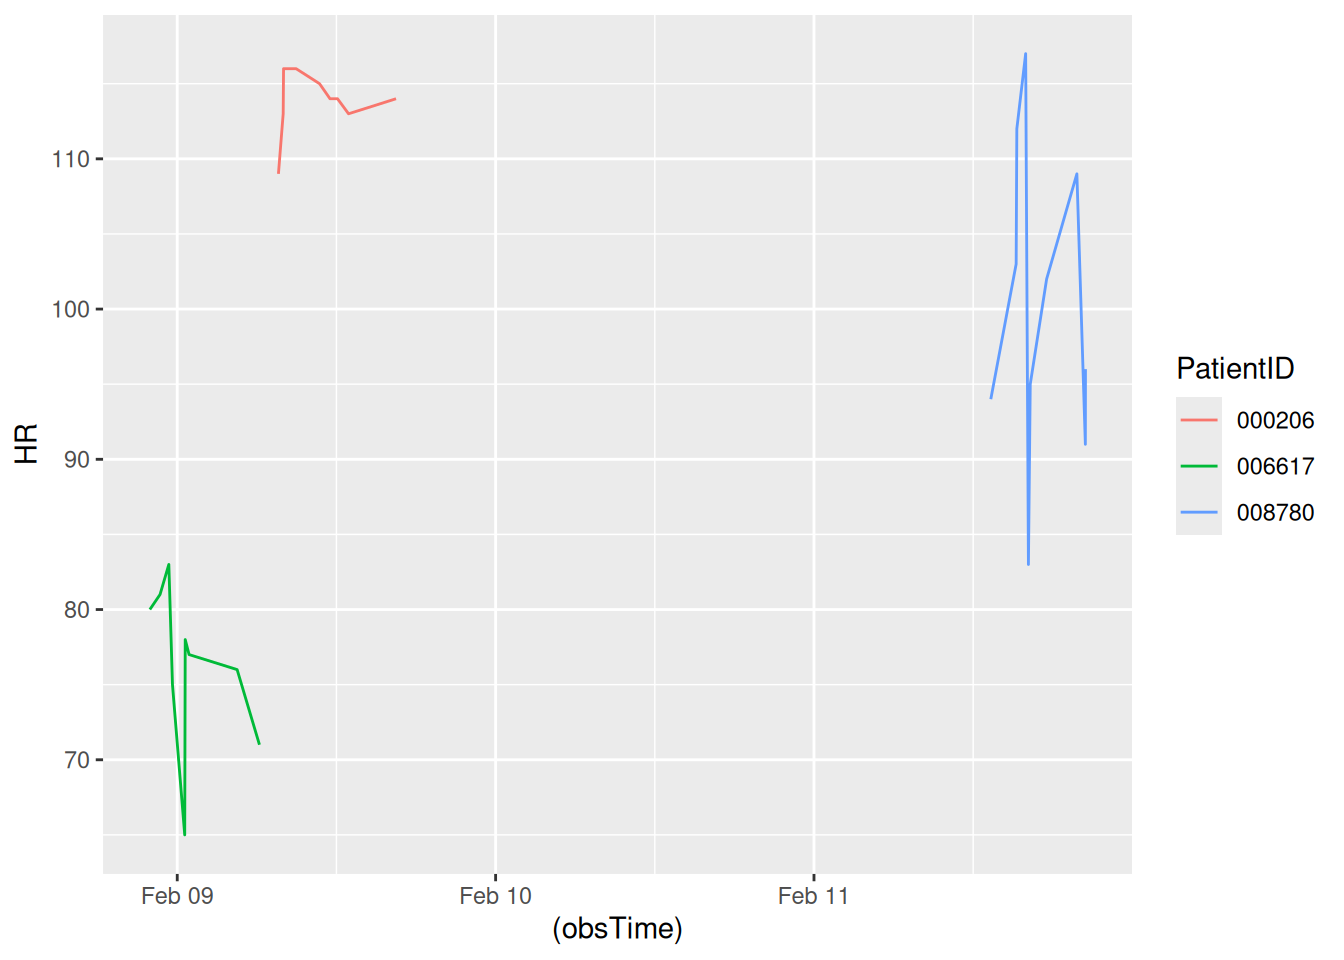 HR
110
100
90
80
70
Feb 09
Feb 10
Feb 11
(obsTime)
PatientID
000206
006617
008780